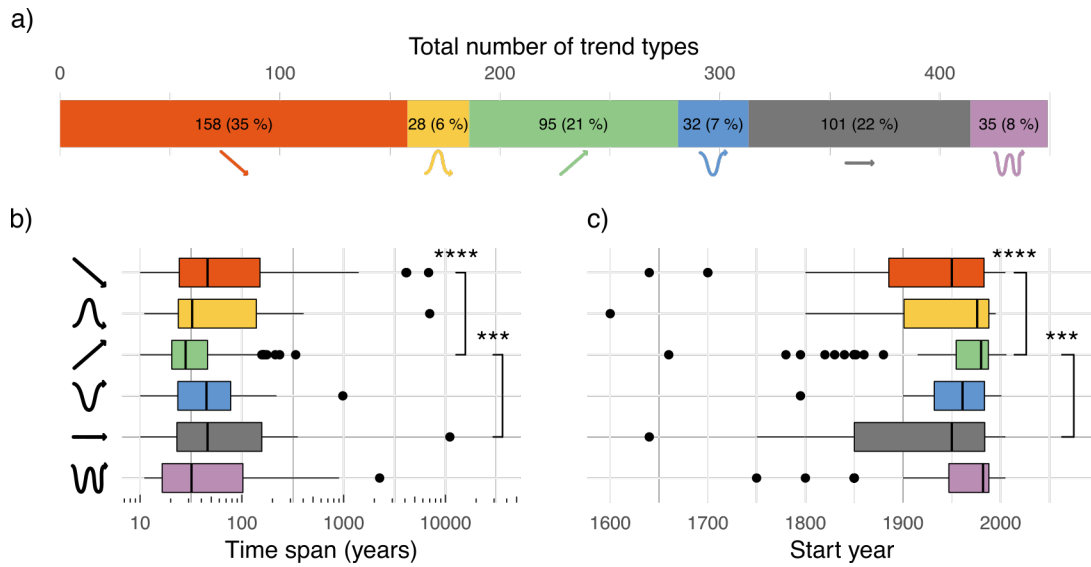 a)
Total number of trend types
0 100 200 300 400
158 (35 %) 28 (6 %) 95 (21 %) 32 (7 %) 101 (22 %) 35 (8 %)
b) c)
**** ****
*** ***
10 100 1000 10000 1600 1700 1800 1900 2000
Time span (years) Start year